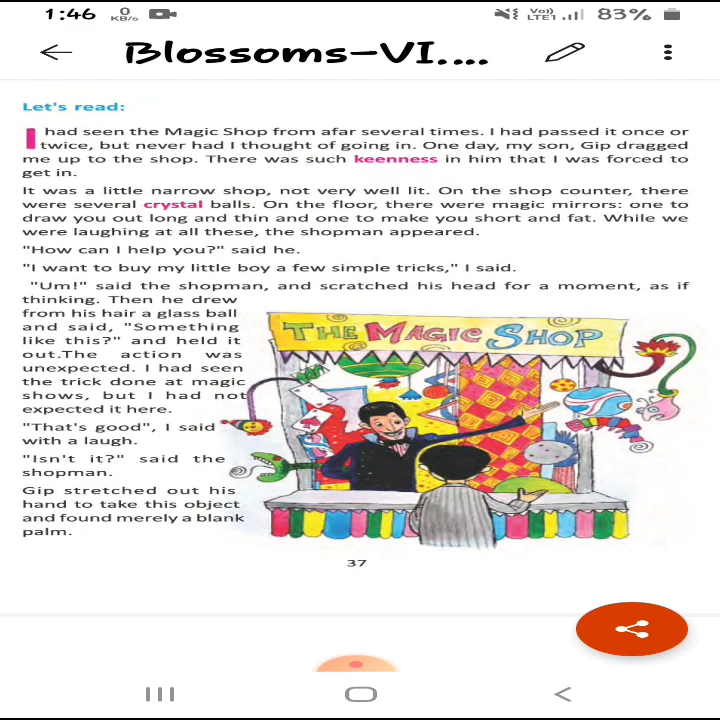 1:46 0 KB/s Vo)) LTE1 83%
Blossoms-VI....
Let's read:
I had seen the Magic Shop from afar several times. I had passed it once or
twice, but never had I thought of going in. One day, my son, Gip dragged
me up to the shop. There was such keenness in him that I was forced to
get in.
It was a little narrow shop, not very well lit. On the shop counter, there
were several crystal balls. On the floor, there were magic mirrors: one to
draw you out long and thin and one to make you short and fat. While we
were laughing at all these, the shopman appeared.
"How can I help you?" said he.
"I want to buy my little boy a few simple tricks," I said.
"Um!" said the shopman, and scratched his head for a moment, as if
thinking. Then he drew
from his hair a glass ball
and said, "Something
like this?" and held it
out.The action was
unexpected. I had seen
the trick done at magic
shows, but I had not
expected it here.
"That's good", I said
with a laugh.
"Isn't it?" said the
shopman.
Gip stretched out his
hand to take this object
and found merely a blank
palm.
THE MAGIC SHOP
37